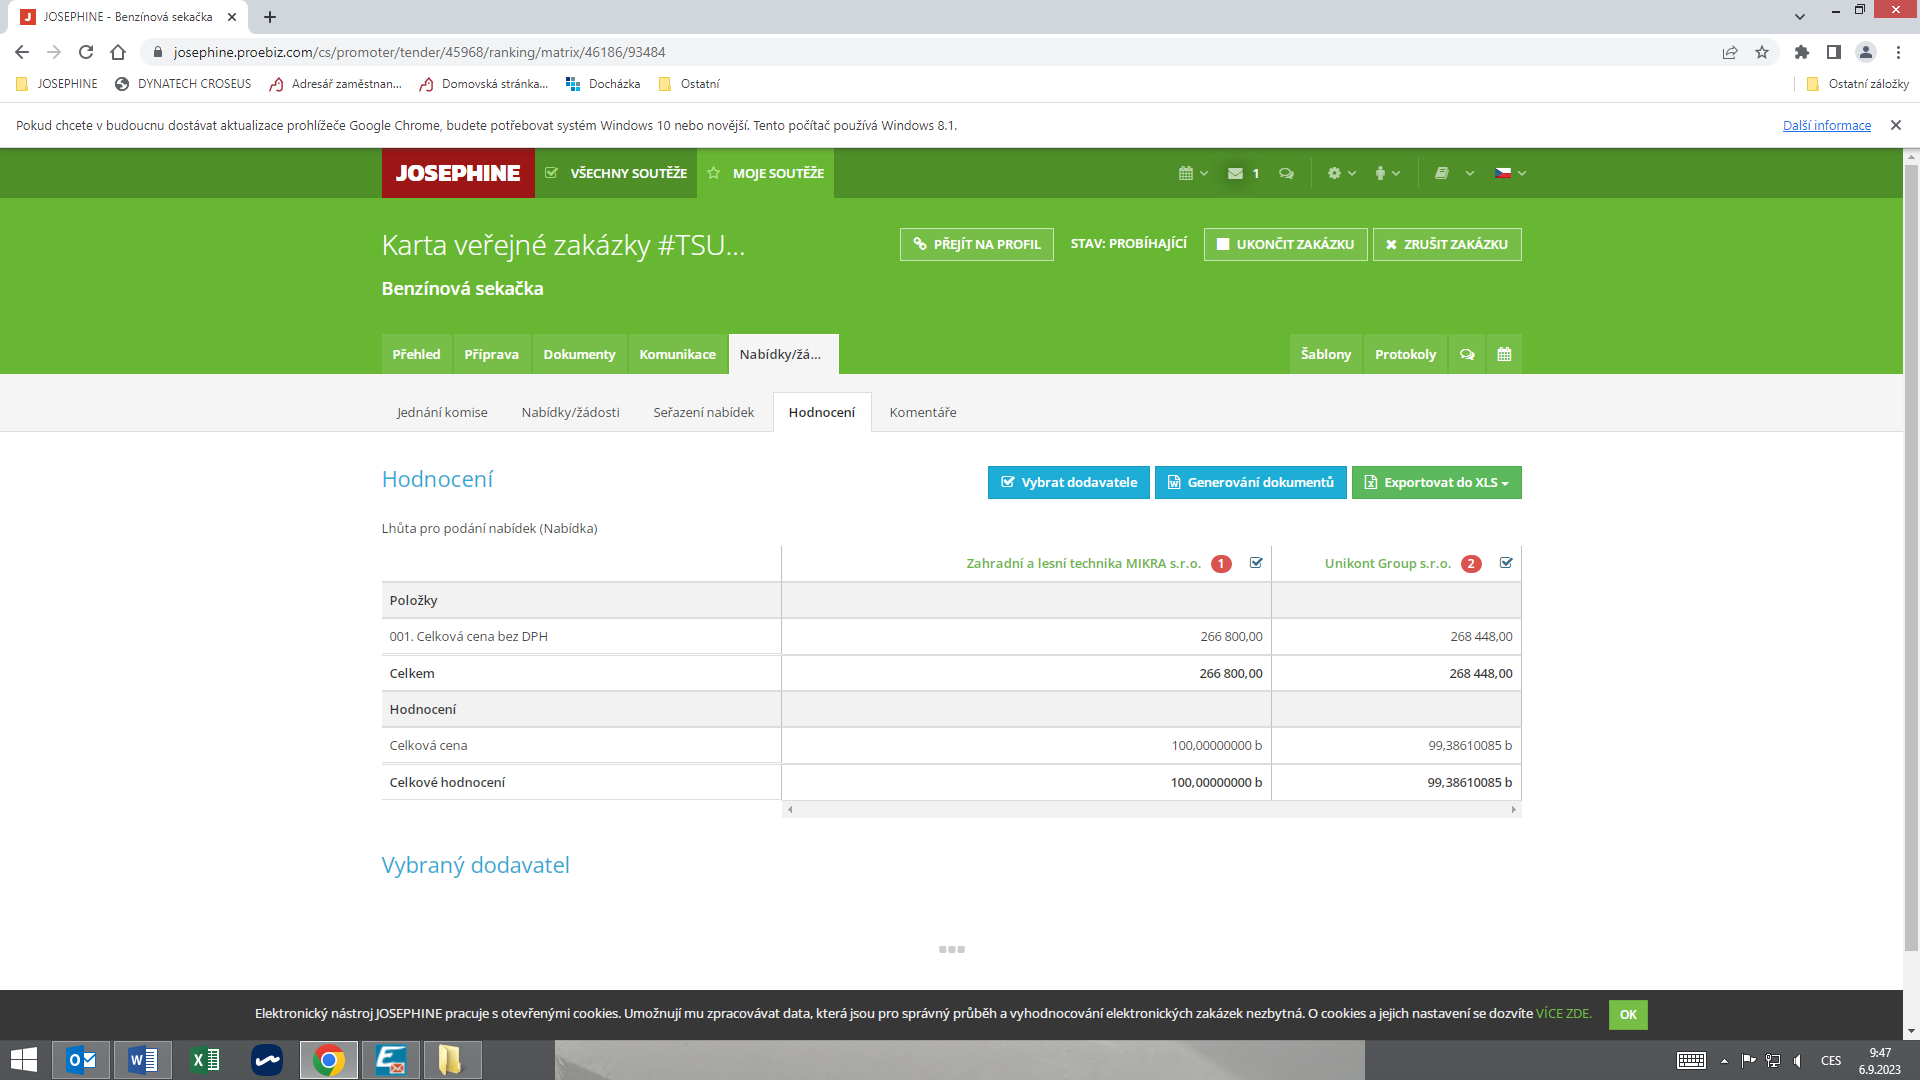 JOSEPHINE - Benzínová sekačka
josephine.proebiz.com/cs/promoter/tender/45968/ranking/matrix/46186/93484
JOSEPHINE DYNATECH CROSEUS Adresář zaměstnan... Domovská stránka... Docházka Ostatní Ostatní záložky
Pokud chcete v budoucnu dostávat aktualizace prohlížeče Google Chrome, budete potřebovat systém Windows 10 nebo novější. Tento počítač používá Windows 8.1. Další informace
JOSEPHINE VŠECHNY SOUTĚŽE MOJE SOUTĚŽE 1
Karta veřejné zakázky #TSU... PŘEJÍT NA PROFIL STAV: PROBÍHAJÍCÍ UKONČIT ZAKÁZKU ZRUŠIT ZAKÁZKU
Benzínová sekačka
Přehled Příprava Dokumenty Komunikace Nabídky/žá... Šablony Protokoly
Jednání komise Nabídky/žádosti Seřazení nabídek Hodnocení Komentáře
Hodnocení Vybrat dodavatele Generování dokumentů Exportovat do XLS
Lhůta pro podání nabídek (Nabídka)
Zahradní a lesní technika MIKRA s.r.o. 1 Unikont Group s.r.o. 2
Položky
001. Celková cena bez DPH 266 800,00 268 448,00
Celkem 266 800,00 268 448,00
Hodnocení
Celková cena 100,00000000 b 99,38610085 b
Celkové hodnocení 100,00000000 b 99,38610085 b
Vybraný dodavatel
Elektronický nástroj JOSEPHINE pracuje s otevřenými cookies. Umožňují mu zpracovávat data, která jsou pro správný průběh a vyhodnocování elektronických zakázek nezbytná. O cookies a jejich nastavení se dozvíte VÍCE ZDE. OK
CES
9:47
6.9.2023